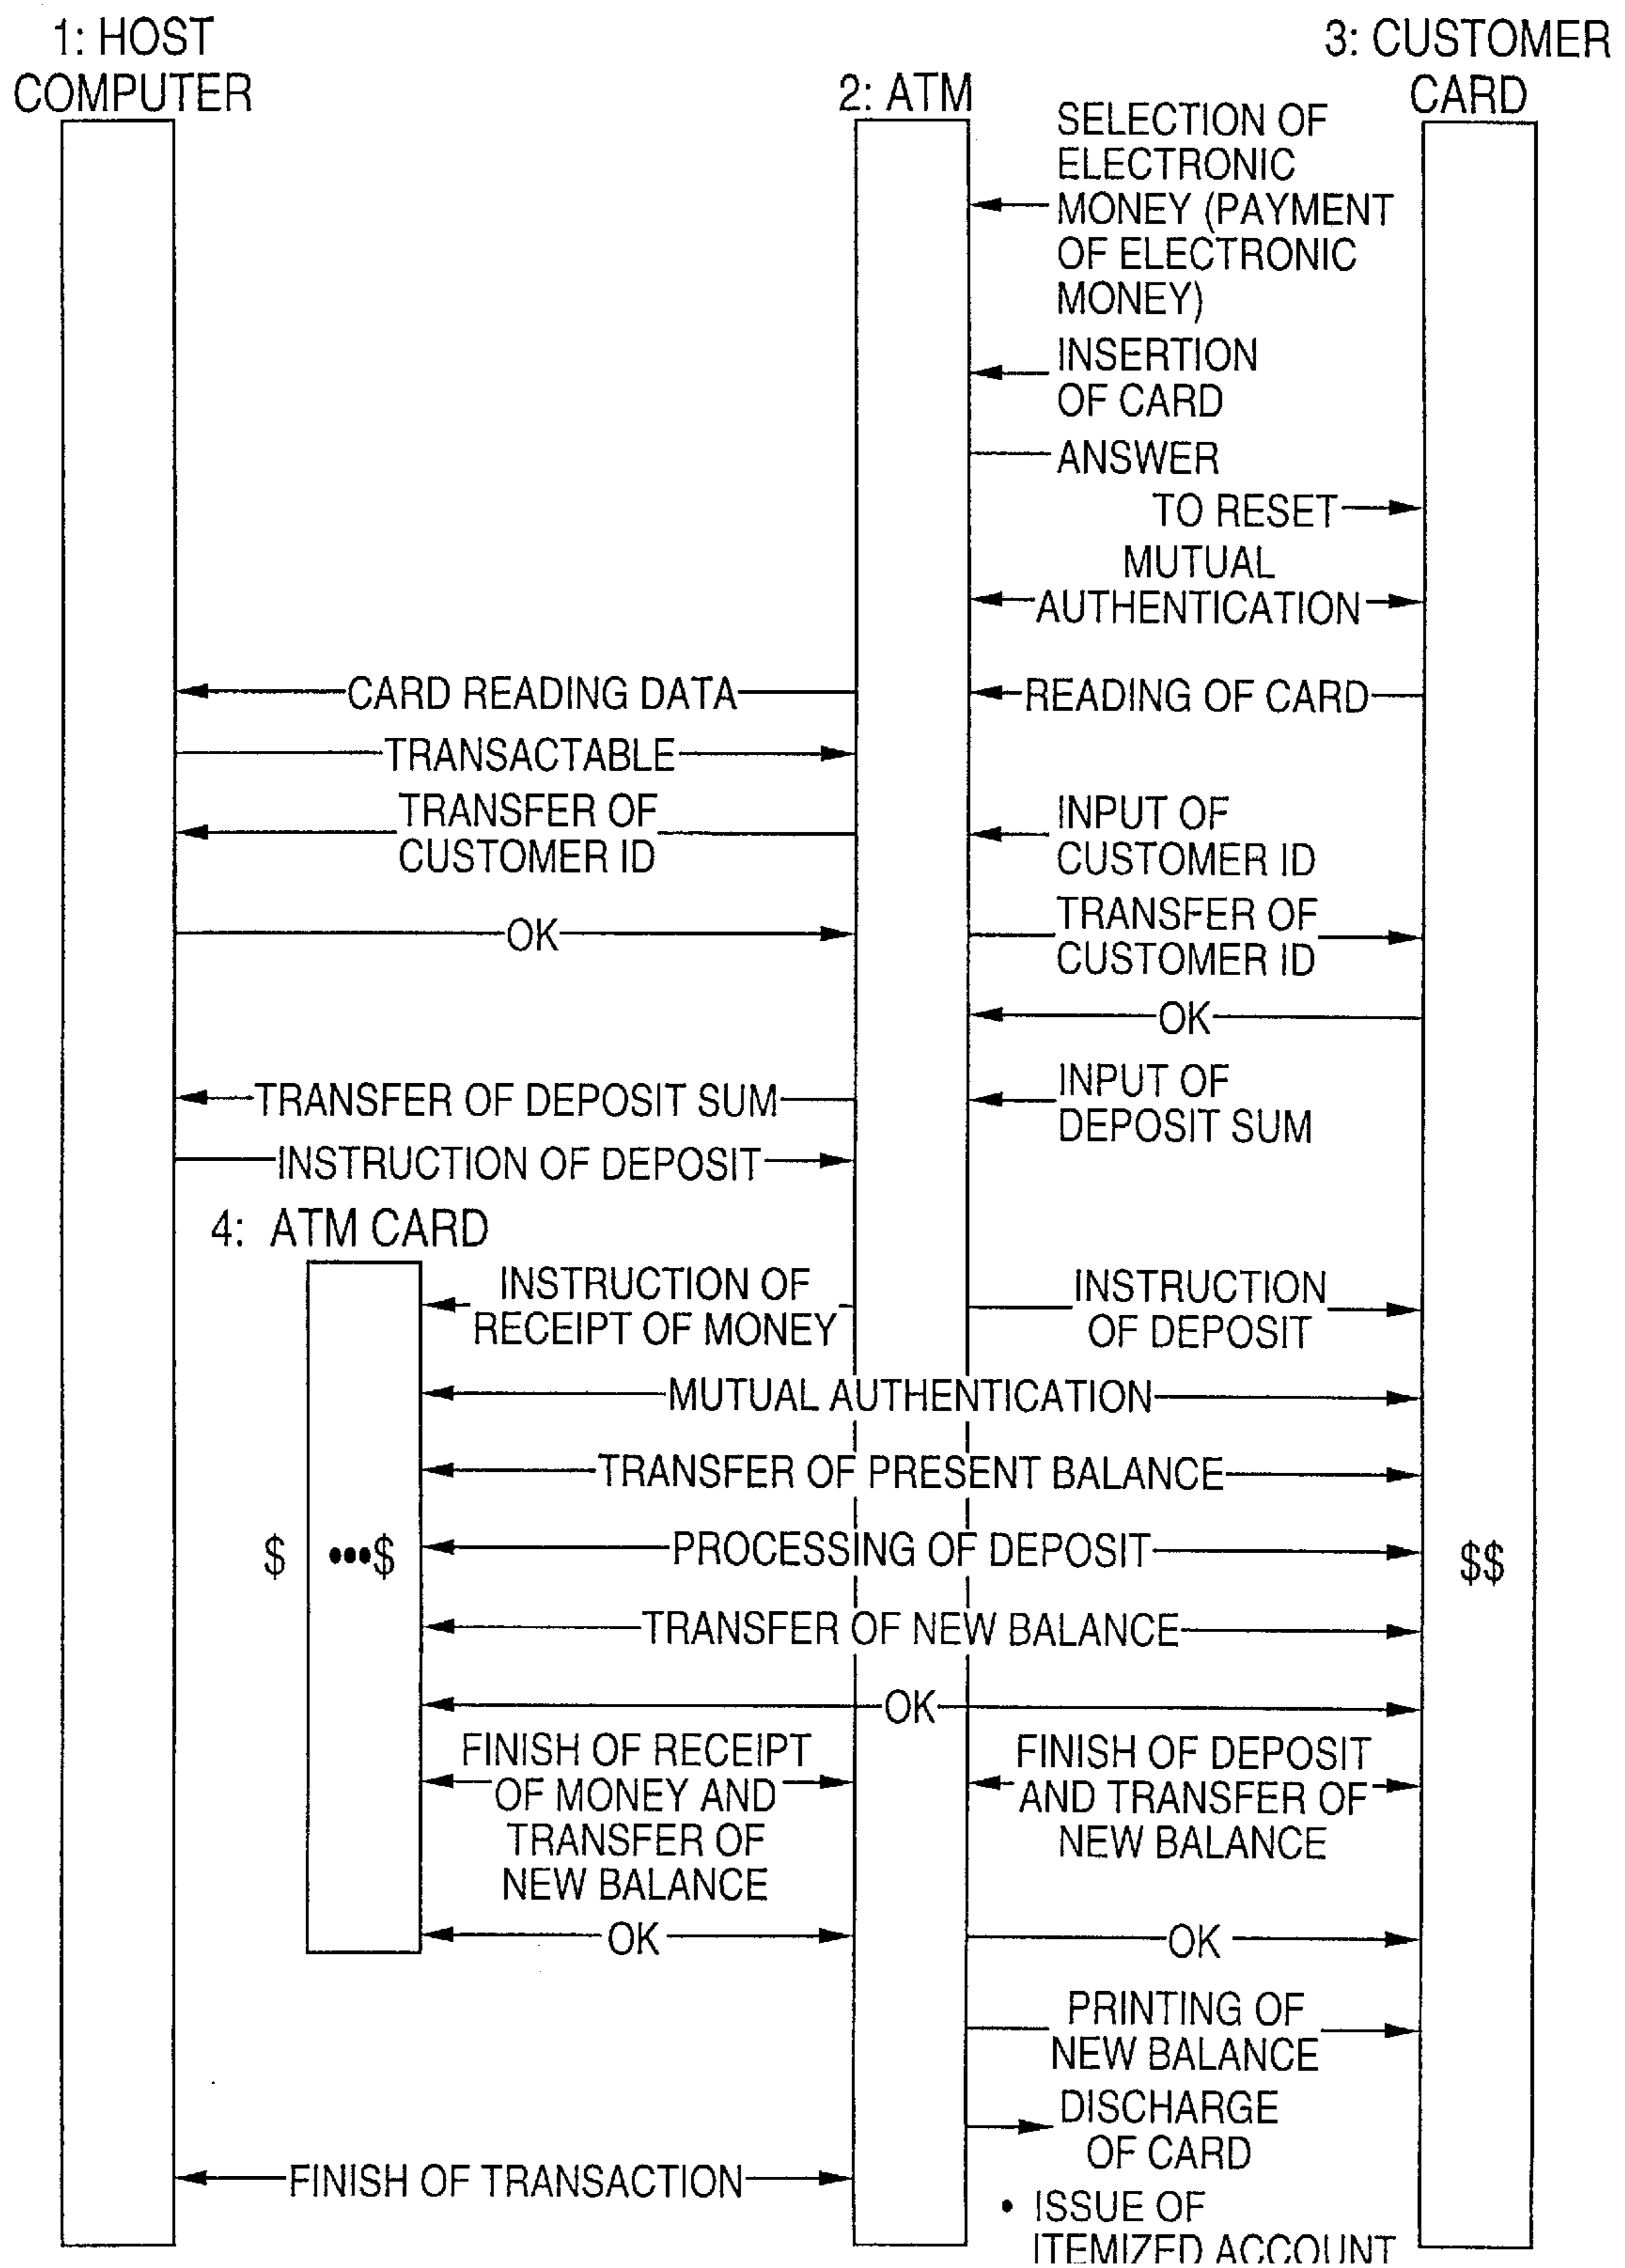 1: HOST
COMPUTER
2: ATM
3: CUSTOMER
CARD
SELECTION OF
ELECTRONIC
MONEY (PAYMENT
OF ELECTRONIC
MONEY)
INSERTION
OF CARD
ANSWER
TO RESET
MUTUAL
AUTHENTICATION
CARD READING DATA
READING OF CARD
TRANSACTABLE
TRANSFER OF
CUSTOMER ID
INPUT OF
CUSTOMER ID
OK
TRANSFER OF
CUSTOMER ID
OK
TRANSFER OF DEPOSIT SUM
INPUT OF
DEPOSIT SUM
INSTRUCTION OF DEPOSIT
4: ATM CARD
INSTRUCTION OF
RECEIPT OF MONEY
INSTRUCTION
OF DEPOSIT
MUTUAL AUTHENTICATION
TRANSFER OF PRESENT BALANCE
$ •••$
PROCESSING OF DEPOSIT
$$
TRANSFER OF NEW BALANCE
OK
FINISH OF RECEIPT
OF MONEY AND
TRANSFER OF
NEW BALANCE
FINISH OF DEPOSIT
AND TRANSFER OF
NEW BALANCE
OK
OK
PRINTING OF
NEW BALANCE
DISCHARGE
OF CARD
FINISH OF TRANSACTION
• ISSUE OF
ITEMIZED ACCOUNT